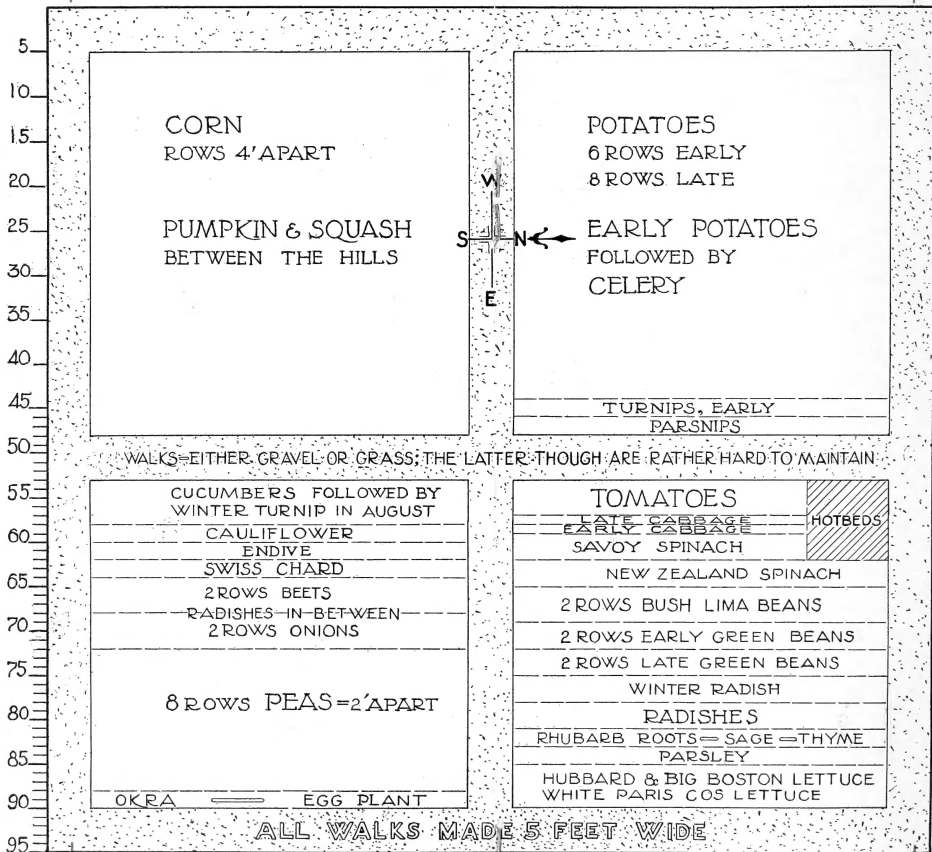 5
10
15
20
25
30
35
40
45
50
55
60
65
70
75
80
85
90
95
CORN
ROWS 4' APART
PUMPKIN & SQUASH
BETWEEN THE HILLS
W
S N
E
POTATOES
6 ROWS EARLY
8 ROWS LATE
EARLY POTATOES
FOLLOWED BY
CELERY
TURNIPS, EARLY
PARSNIPS
WALKS=EITHER GRAVEL OR GRASS; THE LATTER THOUGH ARE RATHER HARD TO MAINTAIN
CUCUMBERS FOLLOWED BY
WINTER TURNIP IN AUGUST
CAULIFLOWER
ENDIVE
SWISS CHARD
2 ROWS BEETS
RADISHES IN BETWEEN
2 ROWS ONIONS
8 ROWS PEAS=2' APART
OKRA = EGG PLANT
TOMATOES
LATE CABBAGE
EARLY CABBAGE
SAVOY SPINACH
HOTBEDS
NEW ZEALAND SPINACH
2 ROWS BUSH LIMA BEANS
2 ROWS EARLY GREEN BEANS
2 ROWS LATE GREEN BEANS
WINTER RADISH
RADISHES
RHUBARB ROOTS = SAGE = THYME
PARSLEY
HUBBARD & BIG BOSTON LETTUCE
WHITE PARIS COS LETTUCE
ALL WALKS MADE 5 FEET WIDE